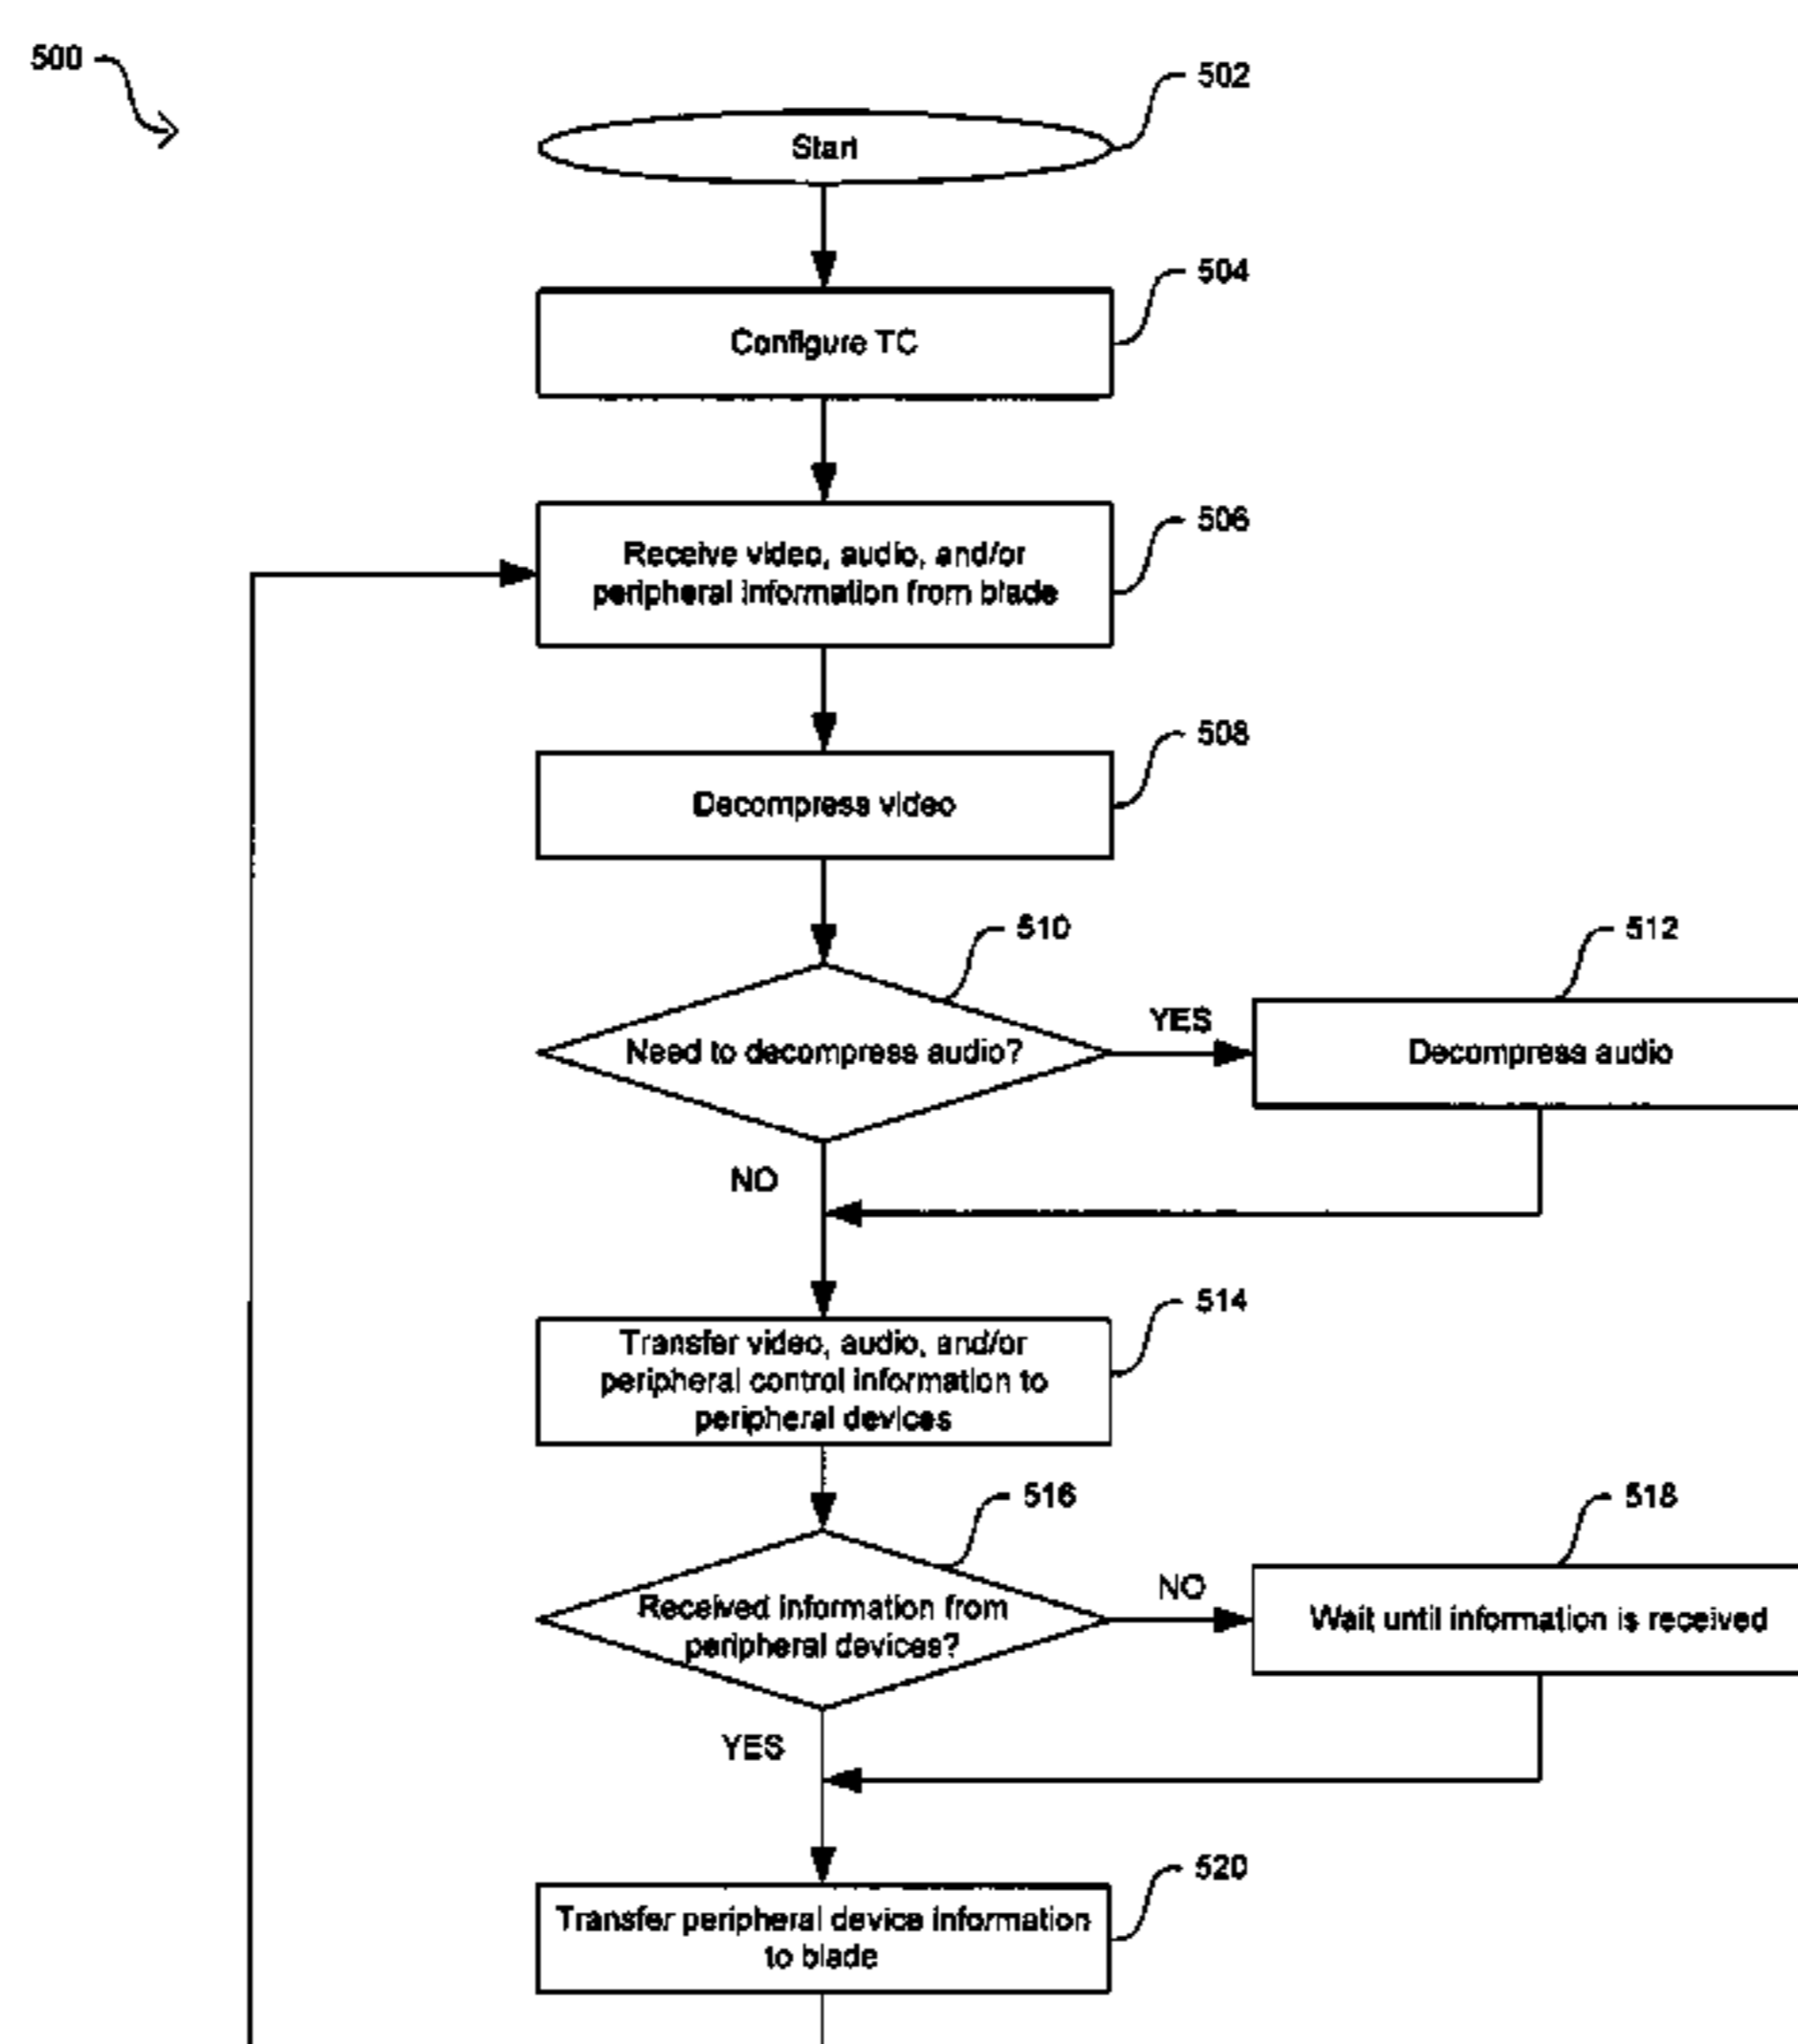 500
502
Start
504
Configure TC
506
Receive video, audio, and/or
peripheral information from blade
508
Decompress video
510
512
Need to decompress audio?
YES
Decompress audio
NO
514
Transfer video, audio, and/or
peripheral control information to
peripheral devices
516
518
Received information from
peripheral devices?
NO
Wait until information is received
YES
520
Transfer peripheral device information
to blade